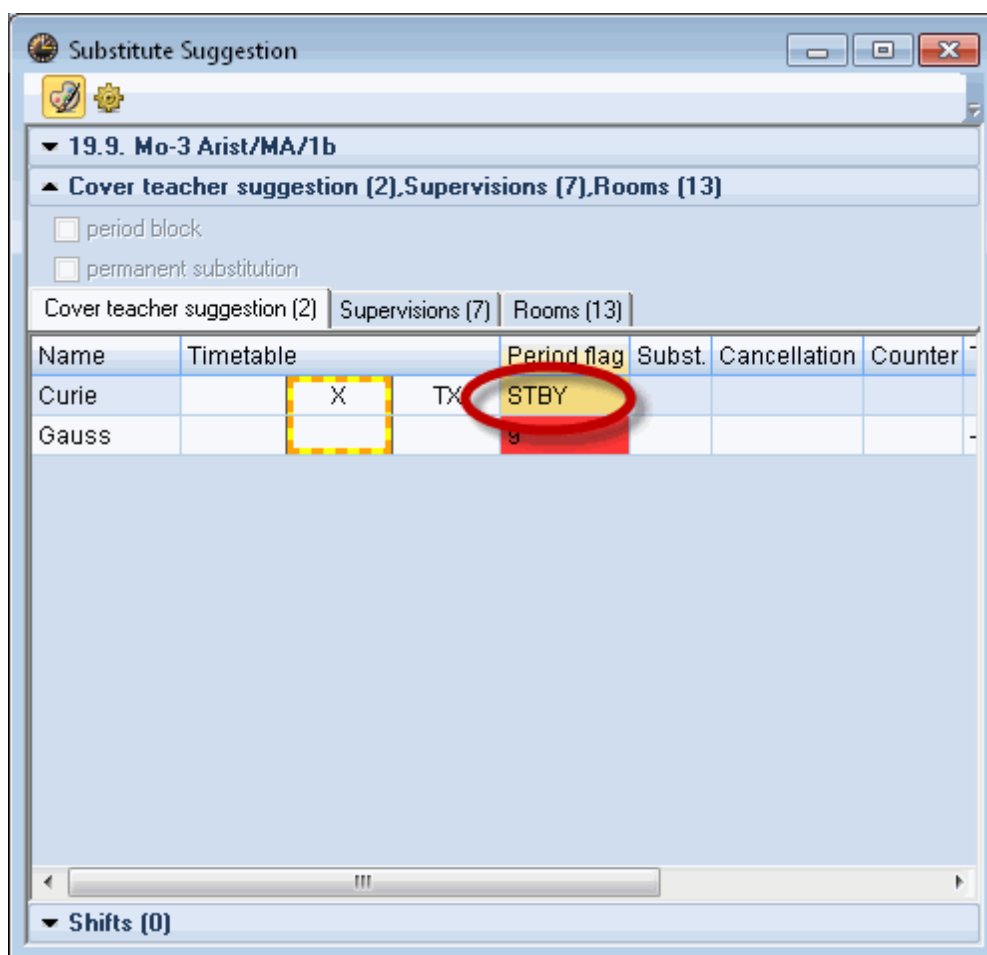 Substitute Suggestion
19.9. Mo-3 Arist/MA/1b
Cover teacher suggestion (2),Supervisions (7),Rooms (13)
period block
permanent substitution
Cover teacher suggestion (2) Supervisions (7) Rooms (13)
Name Timetable Period flag Subst. Cancellation Counter
Curie X TX STBY
Gauss 9 -
Shifts (0)